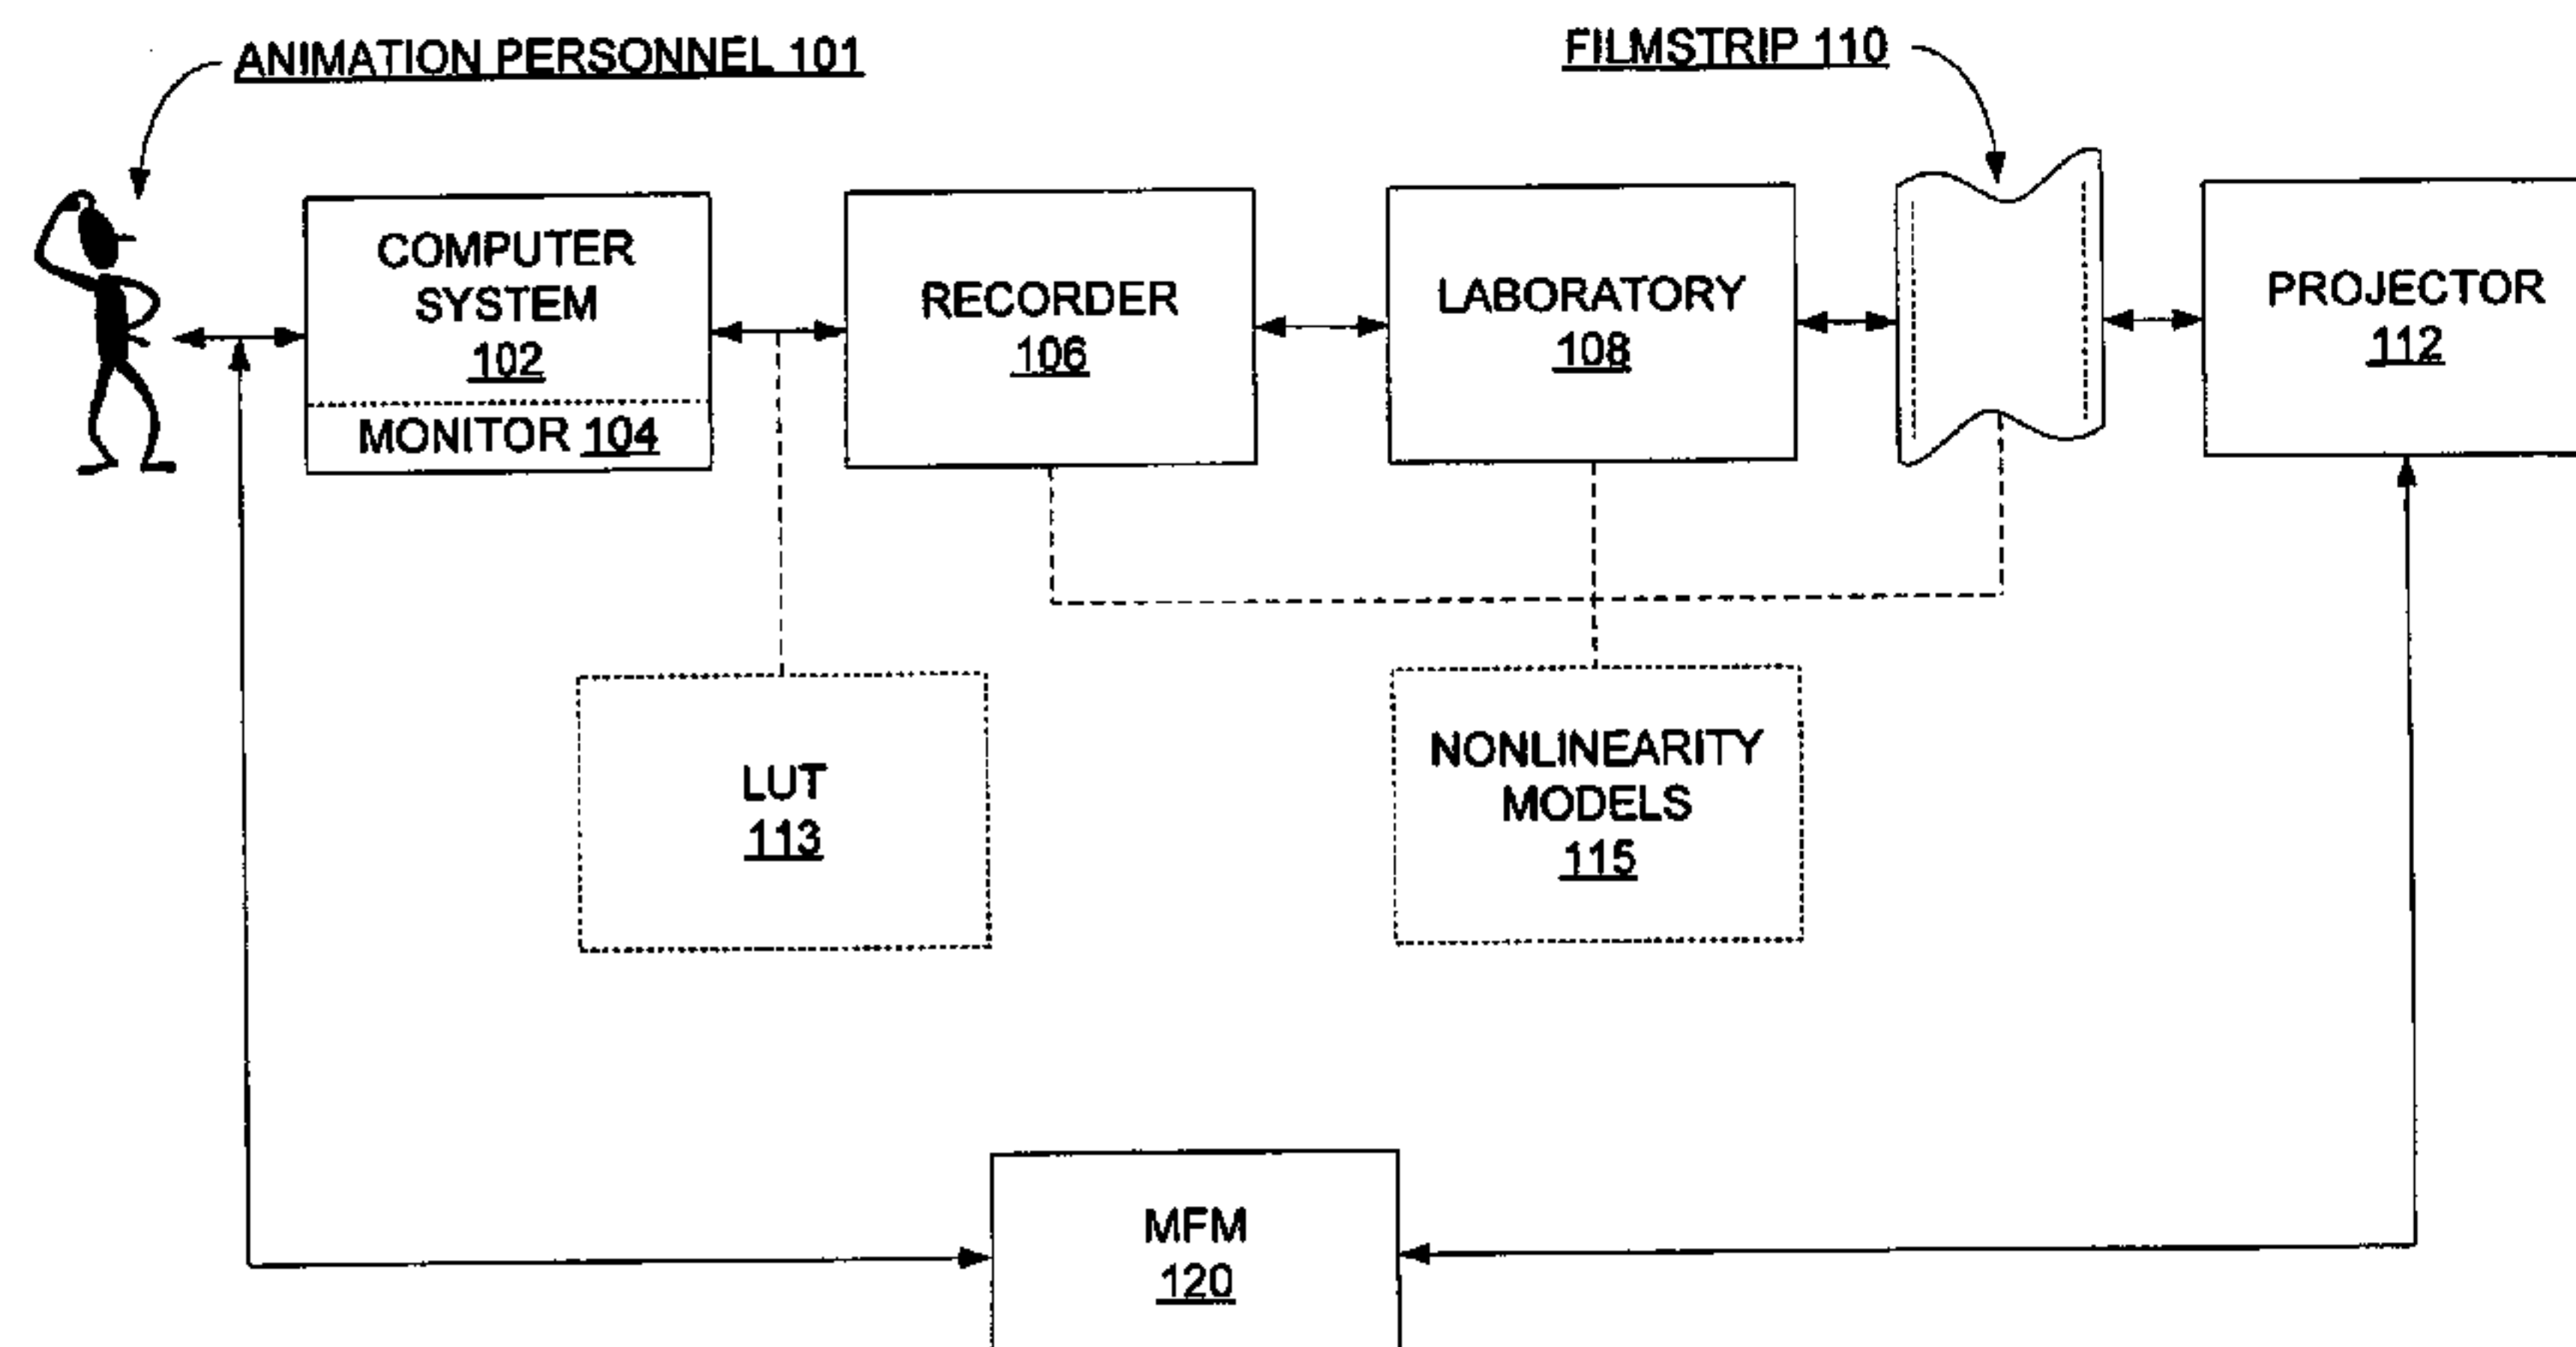 ANIMATION PERSONNEL 101
FILMSTRIP 110
COMPUTER
SYSTEM
102
MONITOR 104
RECORDER
106
LABORATORY
108
PROJECTOR
112
LUT
113
NONLINEARITY
MODELS
115
MFM
120